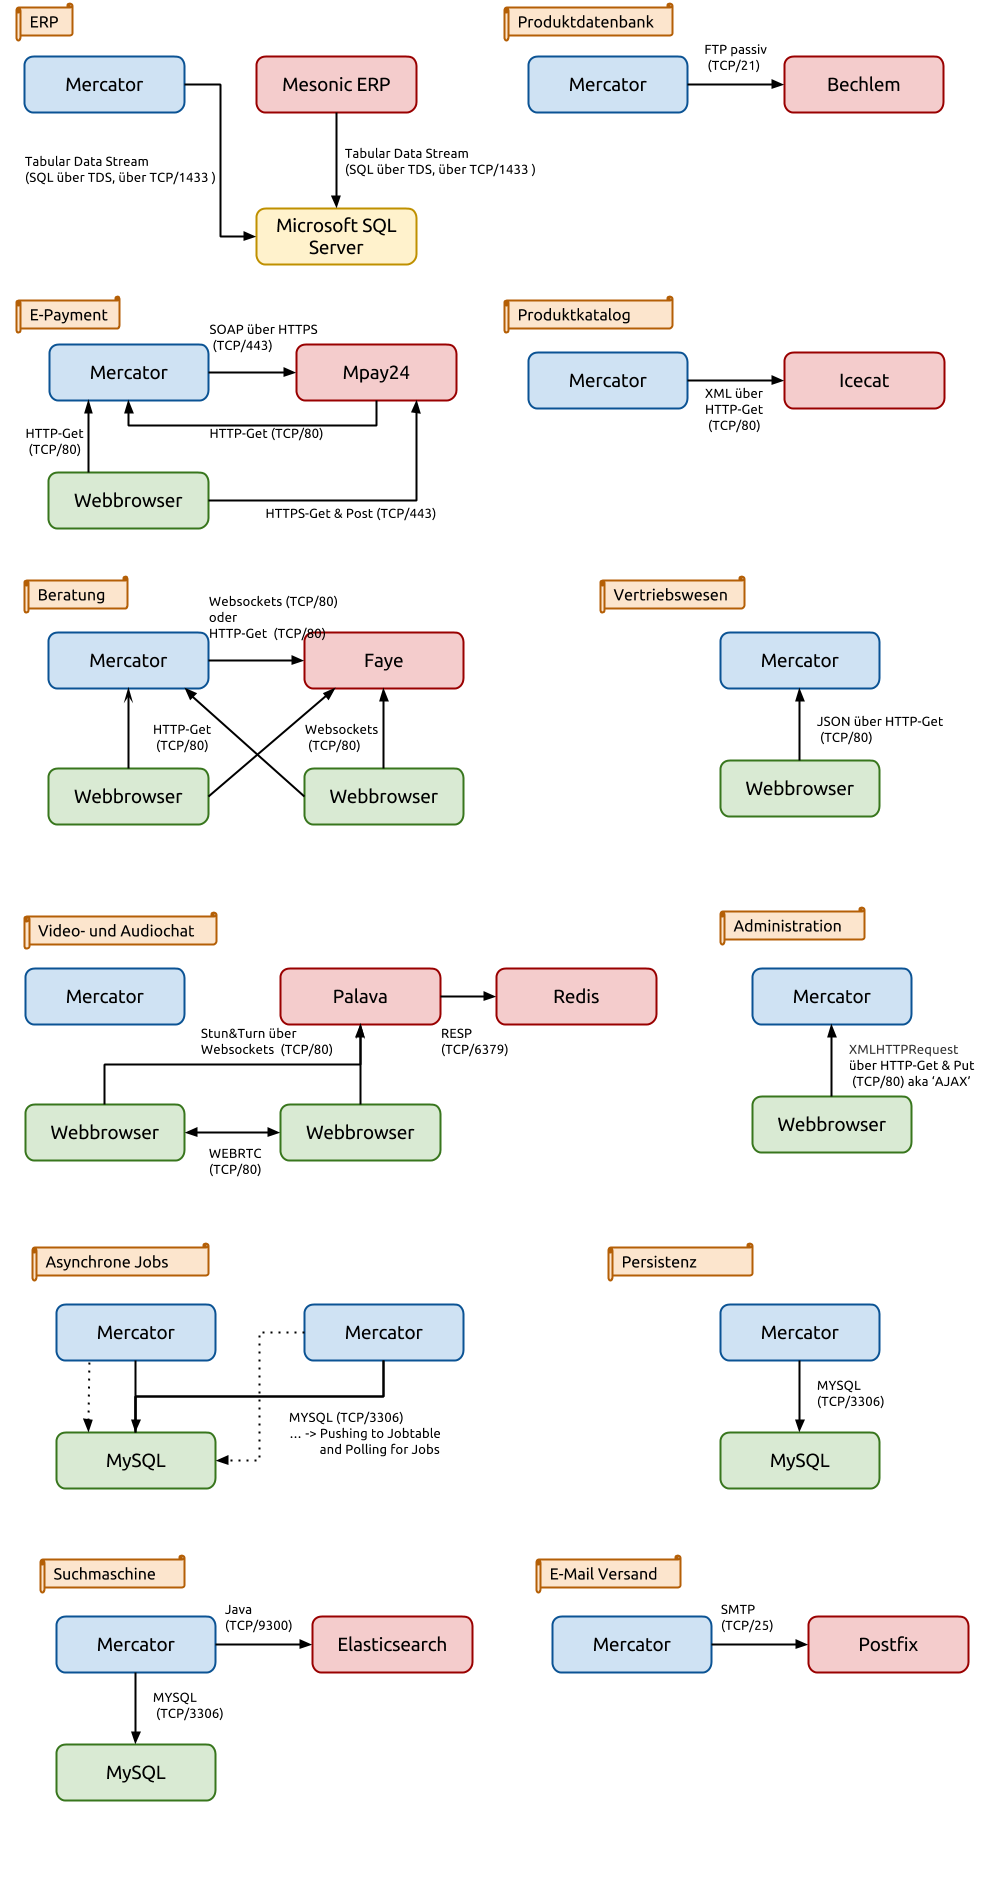 ERP
Mercator
Mesonic ERP
Tabular Data Stream
(SQL über TDS, über TCP/1433 )
Tabular Data Stream
(SQL über TDS, über TCP/1433 )
Microsoft SQL
Server
Produktdatenbank
Mercator
FTP passiv
(TCP/21)
Bechlem
E-Payment
SOAP über HTTPS
(TCP/443)
Mercator
Mpay24
HTTP-Get
(TCP/80)
HTTP-Get (TCP/80)
Webbrowser
HTTPS-Get & Post (TCP/443)
Produktkatalog
Mercator
Icecat
XML über
HTTP-Get
(TCP/80)
Beratung
Websockets (TCP/80)
oder
HTTP-Get (TCP/80)
Mercator
Faye
HTTP-Get
(TCP/80)
Websockets
(TCP/80)
Webbrowser
Webbrowser
Vertriebswesen
Mercator
JSON über HTTP-Get
(TCP/80)
Webbrowser
Video- und Audiochat
Mercator
Palava
Redis
Stun&Turn über
Websockets (TCP/80)
RESP
(TCP/6379)
Webbrowser
Webbrowser
WEBRTC
(TCP/80)
Administration
Mercator
XMLHTTPRequest
über HTTP-Get & Put
(TCP/80) aka ‘AJAX’
Webbrowser
Asynchrone Jobs
Mercator
Mercator
MYSQL (TCP/3306)
... -> Pushing to Jobtable
and Polling for Jobs
MySQL
Persistenz
Mercator
MYSQL
(TCP/3306)
MySQL
Suchmaschine
Java
(TCP/9300)
Mercator
Elasticsearch
MYSQL
(TCP/3306)
MySQL
E-Mail Versand
SMTP
(TCP/25)
Mercator
Postfix